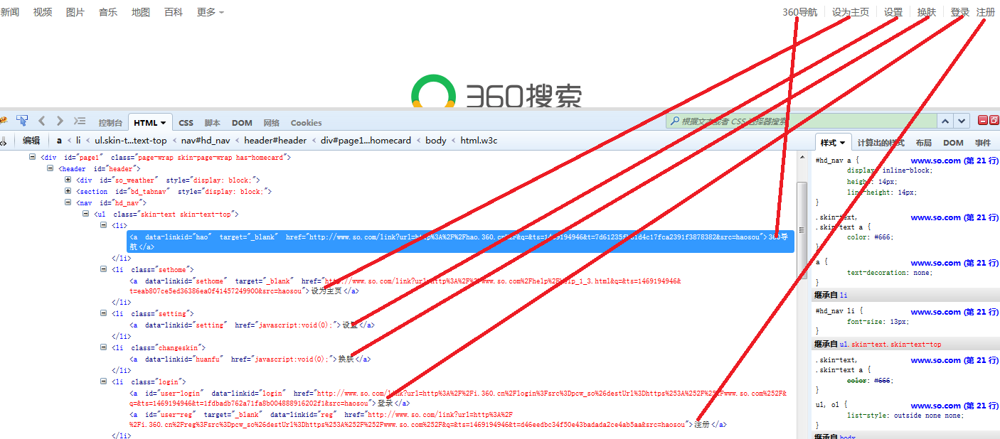 新闻 视频 图片 音乐 地图 百科 更多
360导航 设为主页 设置 换肤 登录 注册
360搜索
控制台 HTML CSS 脚本 DOM 网络 Cookies
根据文本或者 CSS 选择器搜索
编辑 a < li < ul.skin-t...text-top < nav#hd_nav < header#header < div#page1...homecard < body < html.w3c
<div id="page1" class="page-wrap skin-page-wrap has-homecard">
<header id="header">
<div id="so_weather" style="display: block;">
<section id="bd_tabnav" style="display: block;">
<nav id="hd_nav">
<ul class="skin-text skin-text-top">
<li>
<a data-linkid="hao" target="_blank" href="http://www.so.com/link?url=http%3A%2F%2Fhao.360.cn%2F&q=&ts=1469194946&src=haosou">360导
航</a>
</li>
<li class="sethome">
<a data-linkid="sethome" target="_blank" href="http://www.so.com/link?url=http%3A%2F%2Fwww.so.com%2Fhelp%2Fhelp_1_3.html&q=&ts=1469194946&
t=eab807ce5ed36386ea0f41457249900&src=haosou">设为主页</a>
</li>
<li class="setting">
<a data-linkid="setting" href="javascript:void(0);">设置</a>
</li>
<li class="changeskin">
<a data-linkid="huanfu" href="javascript:void(0);">换肤</a>
</li>
<li class="login">
<a id="user-login" data-linkid="login" href="http://www.so.com/link?url=http%3A%2F%2Fi.360.cn%2Flogin%3Fsrc%3Dpcw_so%26destUrl%3Dhttps%253A%252F%252Fwww.so.com%252F&
q=&ts=1469194946&t=1fdbadb762a71fa8b004888916202f1&src=haosou">登录</a>
<a id="user-reg" target="_blank" data-linkid="reg" href="http://www.so.com/link?url=http%3A%2F
%2Fi.360.cn%2Freg%3Fsrc%3Dpcw_so%26destUrl%3Dhttps%253A%252F%252Fwww.so.com%252F&q=&ts=1469194946&t=d46eedbc34f50e43badada2ce4ab5aa&src=haosou">注册</a>
</li>
样式 计算出的样式 布局 DOM 事件
#hd_nav a { www.so.com (第 21 行)
display: inline-block;
height: 14px;
line-height: 14px;
}
.skin-text, www.so.com (第 21 行)
.skin-text a {
color: #666;
}
a { www.so.com (第 21 行)
text-decoration: none;
}
继承自 li
#hd_nav li { www.so.com (第 21 行)
font-size: 13px;
}
继承自 ul.skin-text.skin-text-top
.skin-text, www.so.com (第 21 行)
.skin-text a {
color: #666;
}
ul, ol { www.so.com (第 21 行)
list-style: outside none none;
}
继承自 body